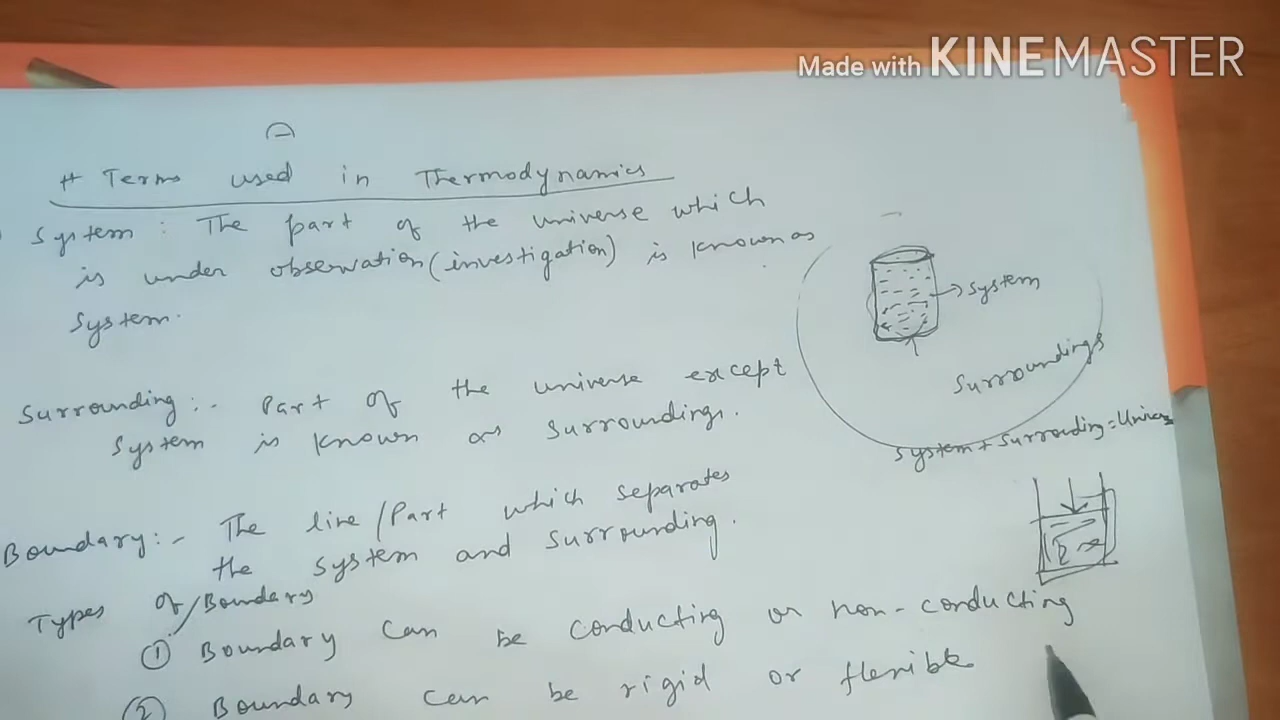 Made with KINEMASTER
# Terms used in Thermodynamics
System : The part of the universe which
is under observation (investigation) is known as
system.
→ system
Surroundings
System + Surrounding =
Surrounding :- Part of the universe except
system is known as surroundings.
Boundary :- The line/Part which separates
the system and surrounding.
Types of/Boundary
① Boundary can be conducting or non-conducting
② Boundary can be rigid or flexible